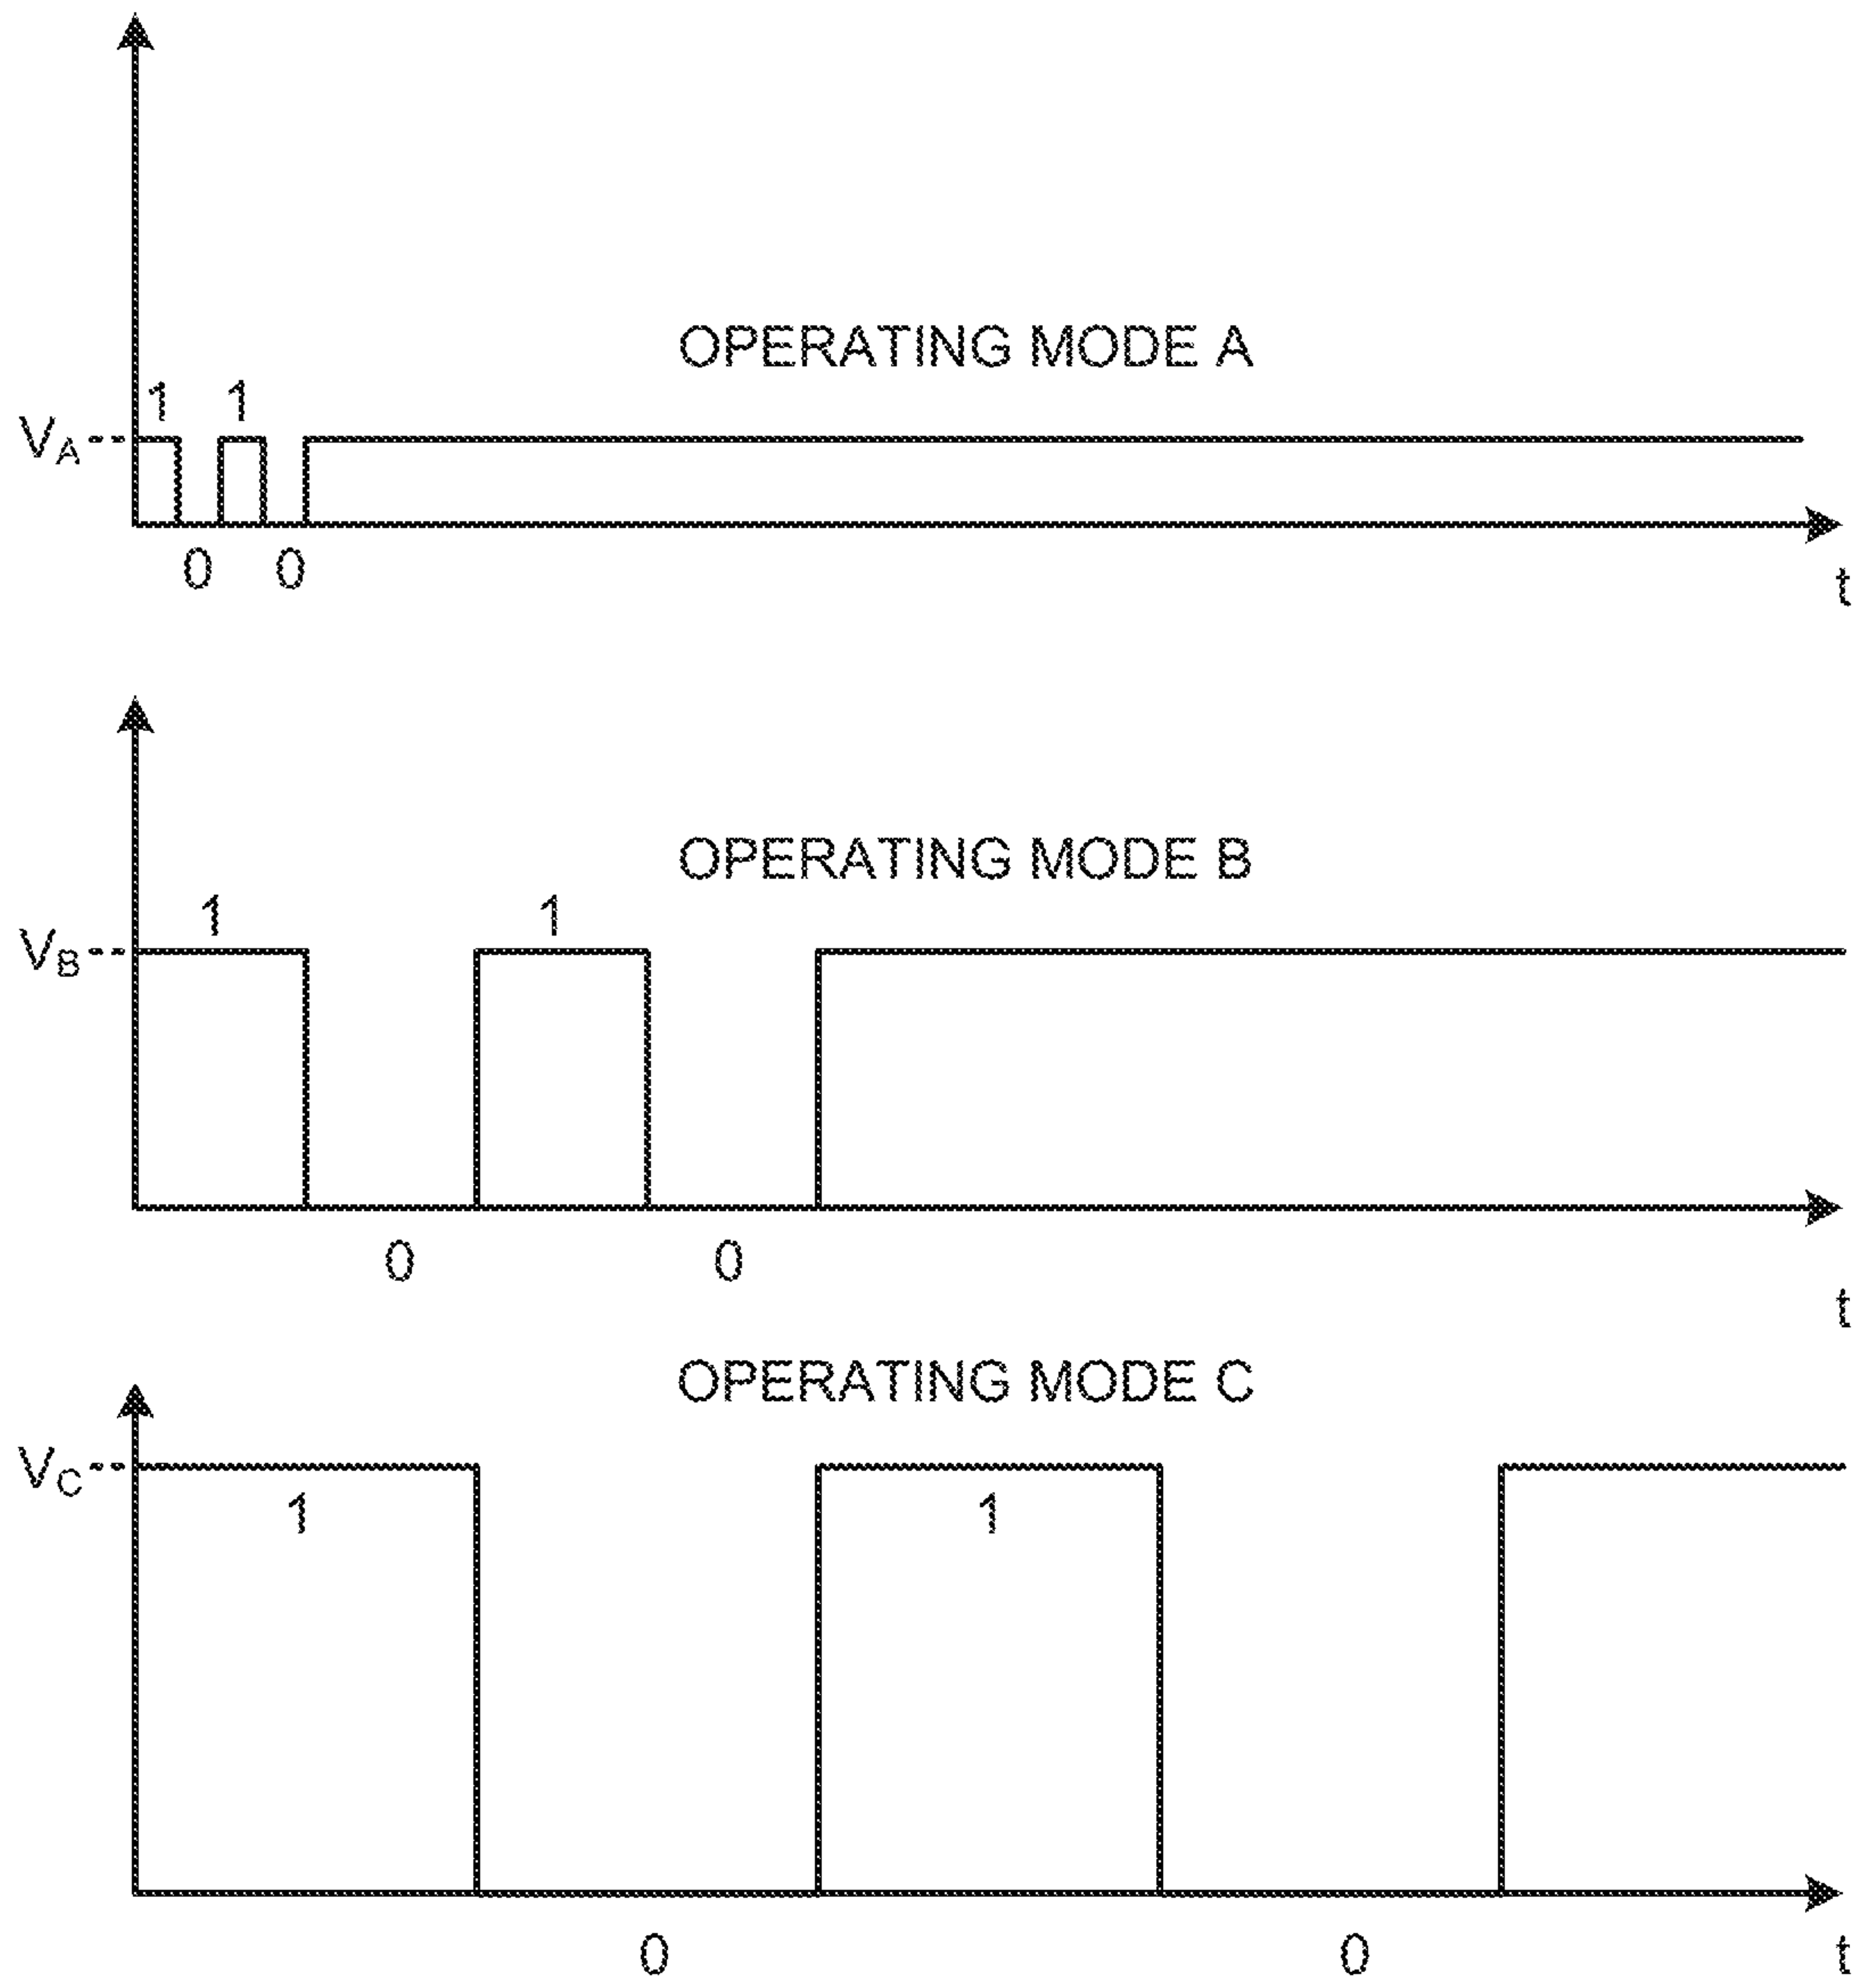 OPERATING MODE A
1 1
VA
0 0
t
OPERATING MODE B
1 1
VB
0 0
t
OPERATING MODE C
VC
1 1
0 0 t